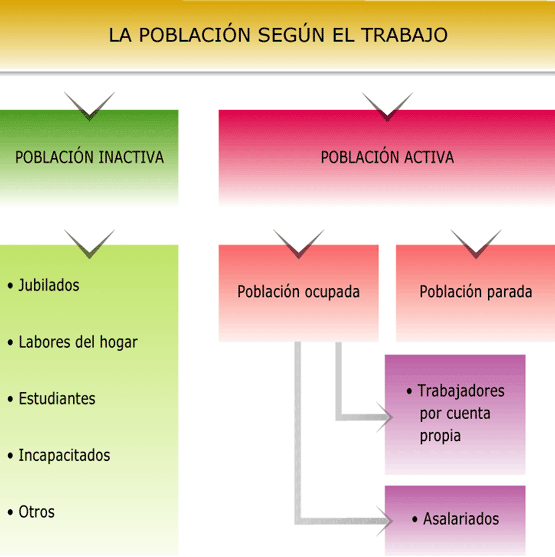 LA POBLACIÓN SEGÚN EL TRABAJO
POBLACIÓN INACTIVA
POBLACIÓN ACTIVA
• Jubilados
• Labores del hogar
• Estudiantes
• Incapacitados
• Otros
Población ocupada
Población parada
• Trabajadores
por cuenta
propia
• Asalariados